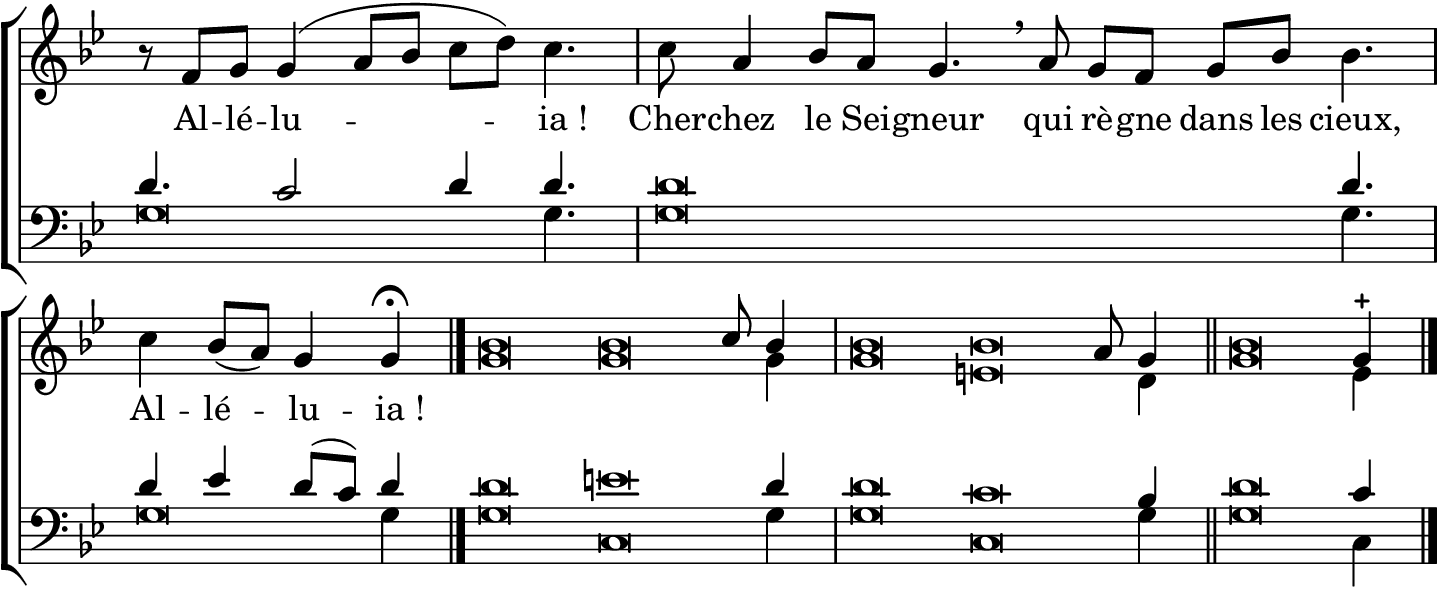 Al -- lé -- lu - - - ia ! Cherchez le Seigneur qui règne dans les cieux,
Al -- lé - lu - ia !